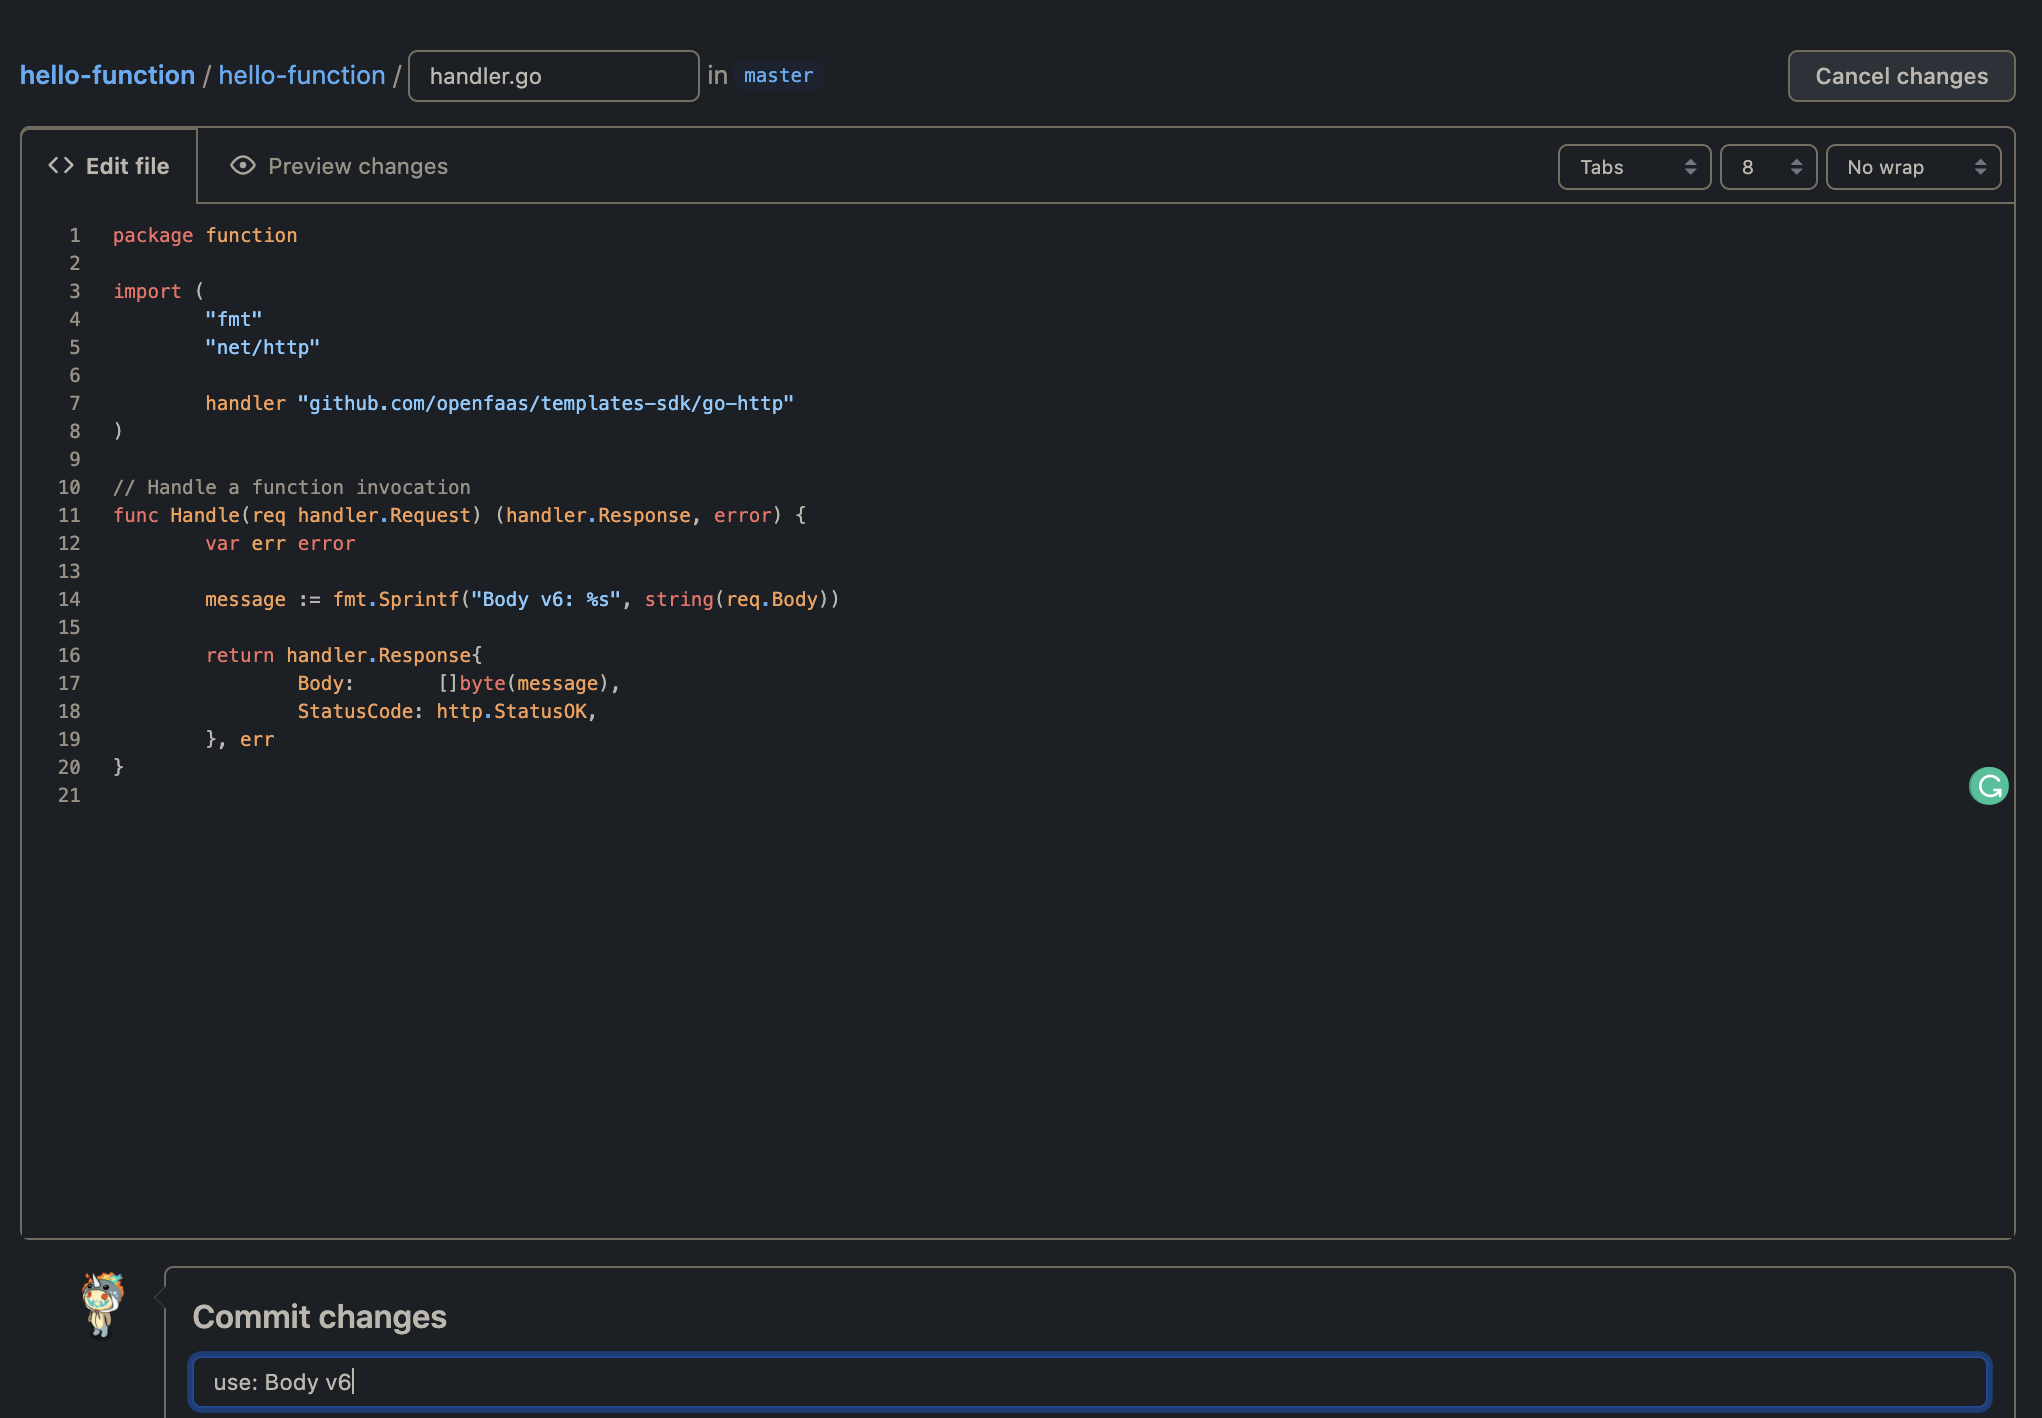 hello-function / hello-function / handler.go in master Cancel changes
<> Edit file Preview changes Tabs 8 No wrap
1 package function
2
3 import (
4 "fmt"
5 "net/http"
6
7 handler "github.com/openfaas/templates-sdk/go-http"
8 )
9
10 // Handle a function invocation
11 func Handle(req handler.Request) (handler.Response, error) {
12 var err error
13
14 message := fmt.Sprintf("Body v6: %s", string(req.Body))
15
16 return handler.Response{
17 Body: []byte(message),
18 StatusCode: http.StatusOK,
19 }, err
20 }
21
Commit changes
use: Body v6